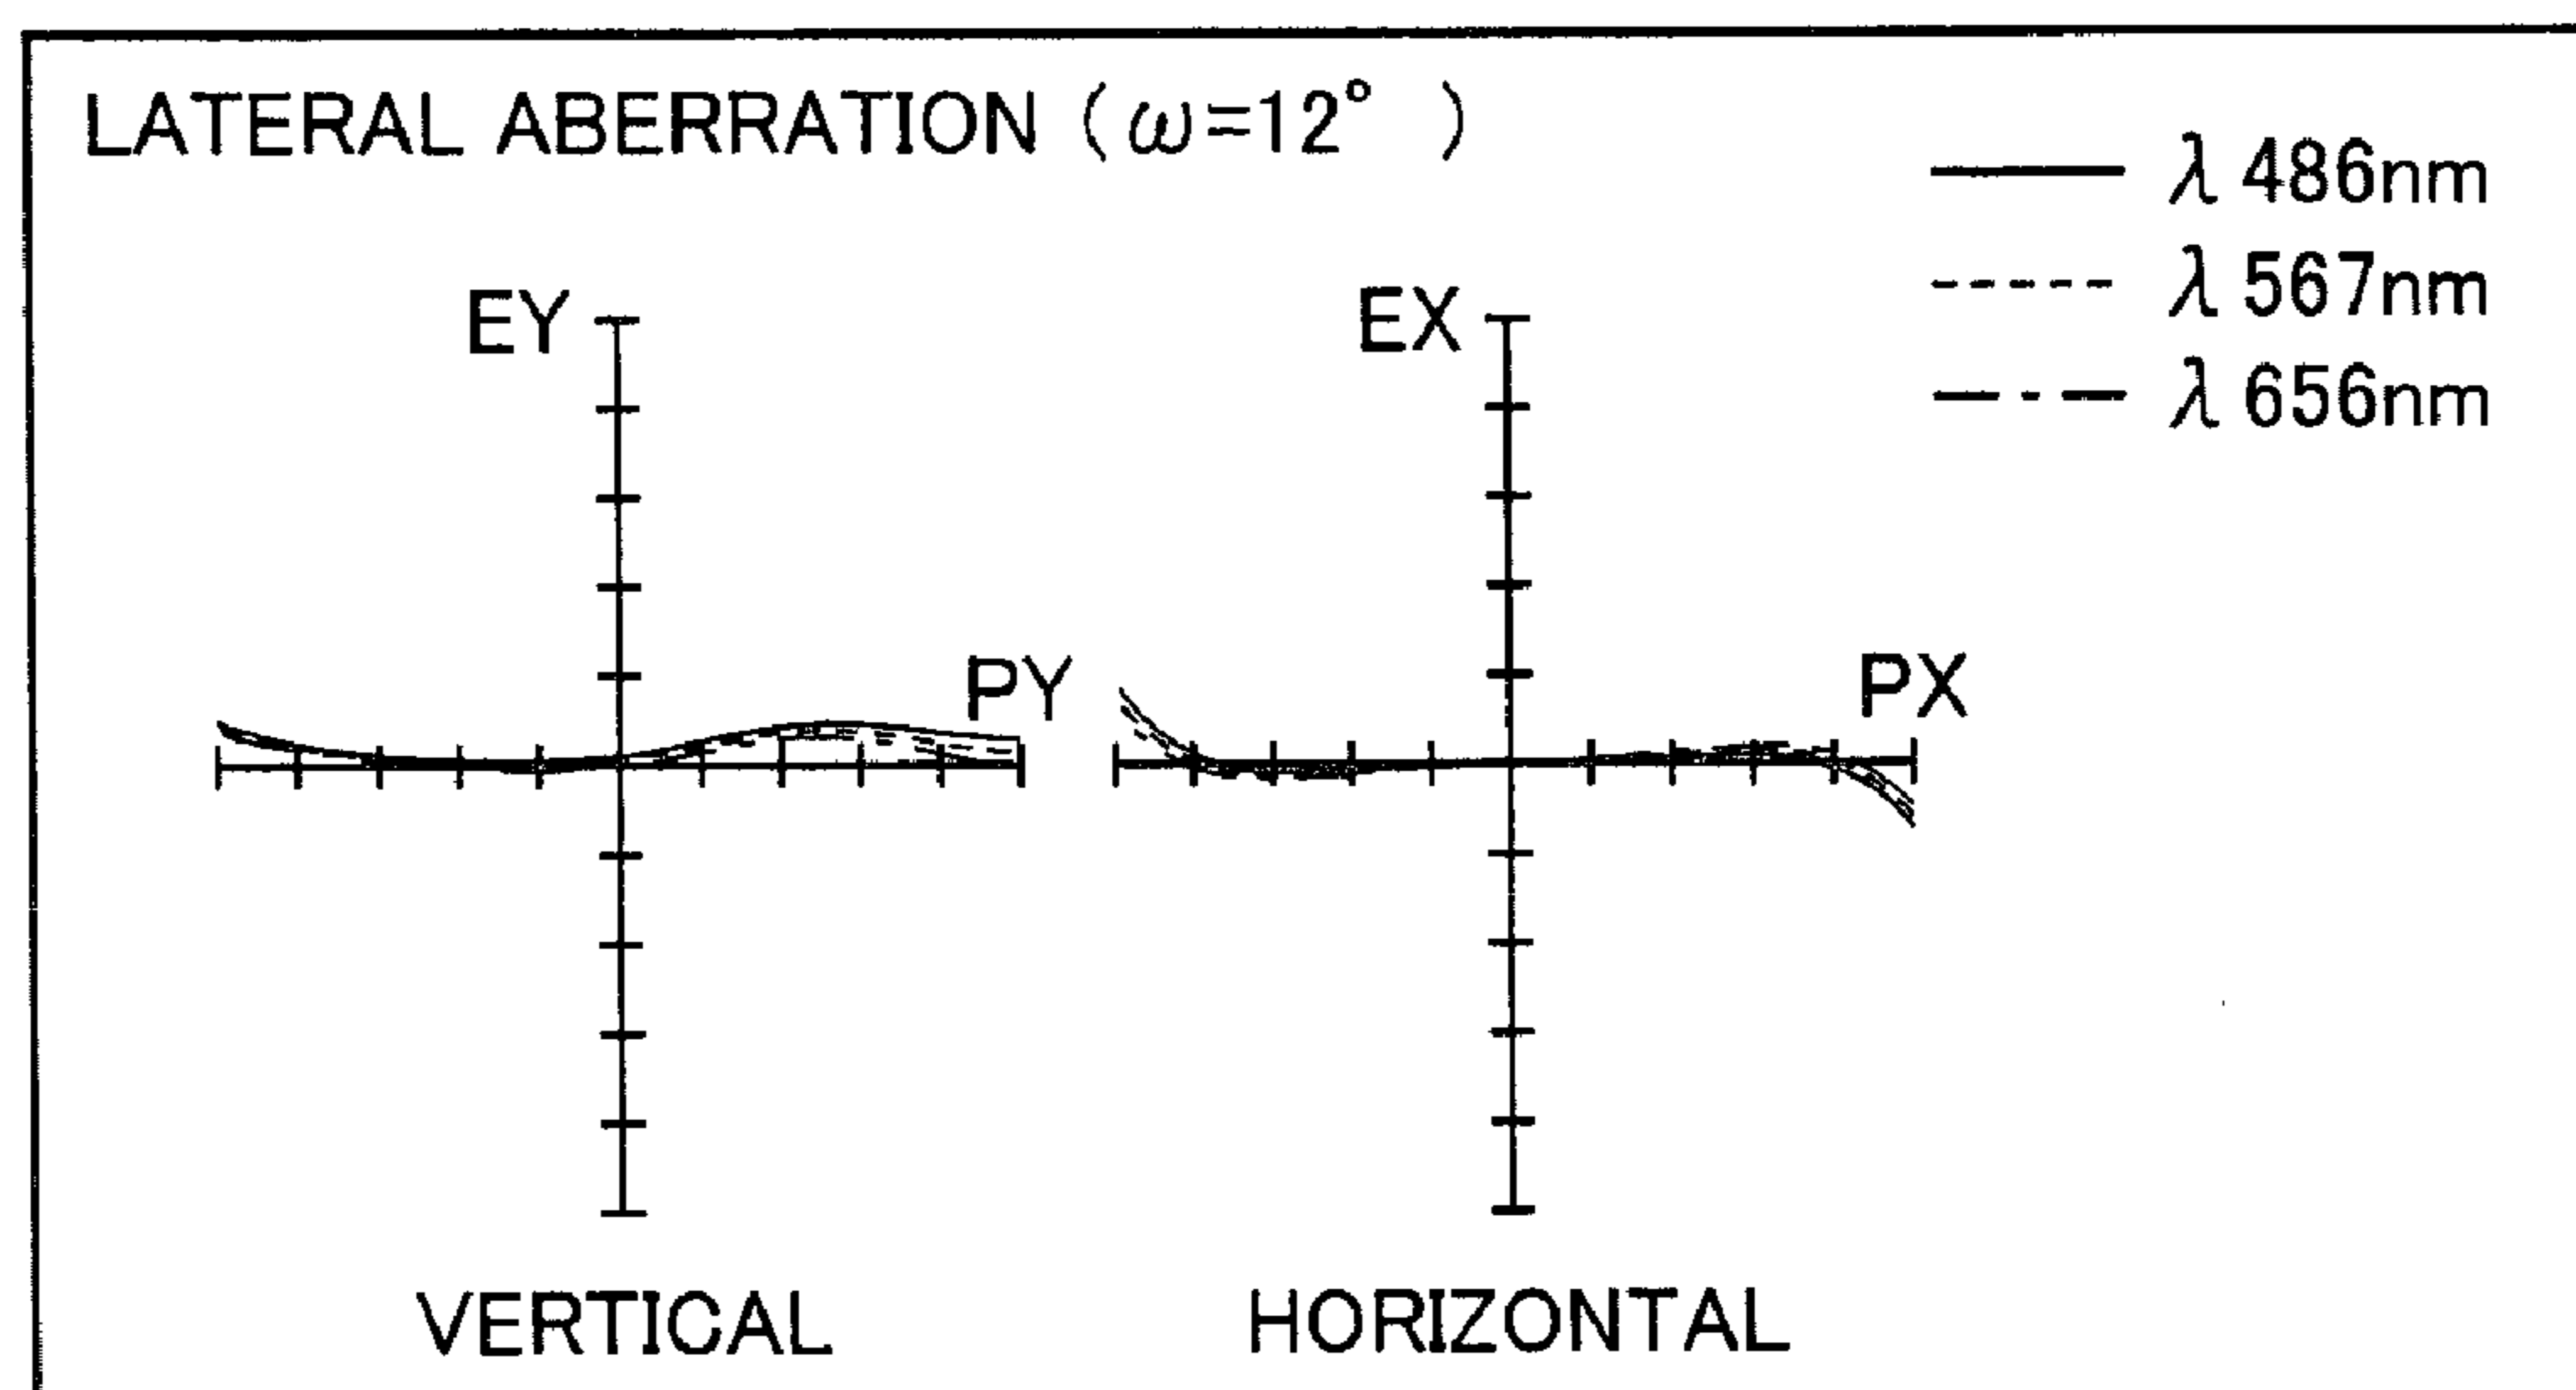 LATERAL ABERRATION (ω=12° )
λ 486nm
λ 567nm
λ 656nm
EY
PY
EX
PX
VERTICAL
HORIZONTAL